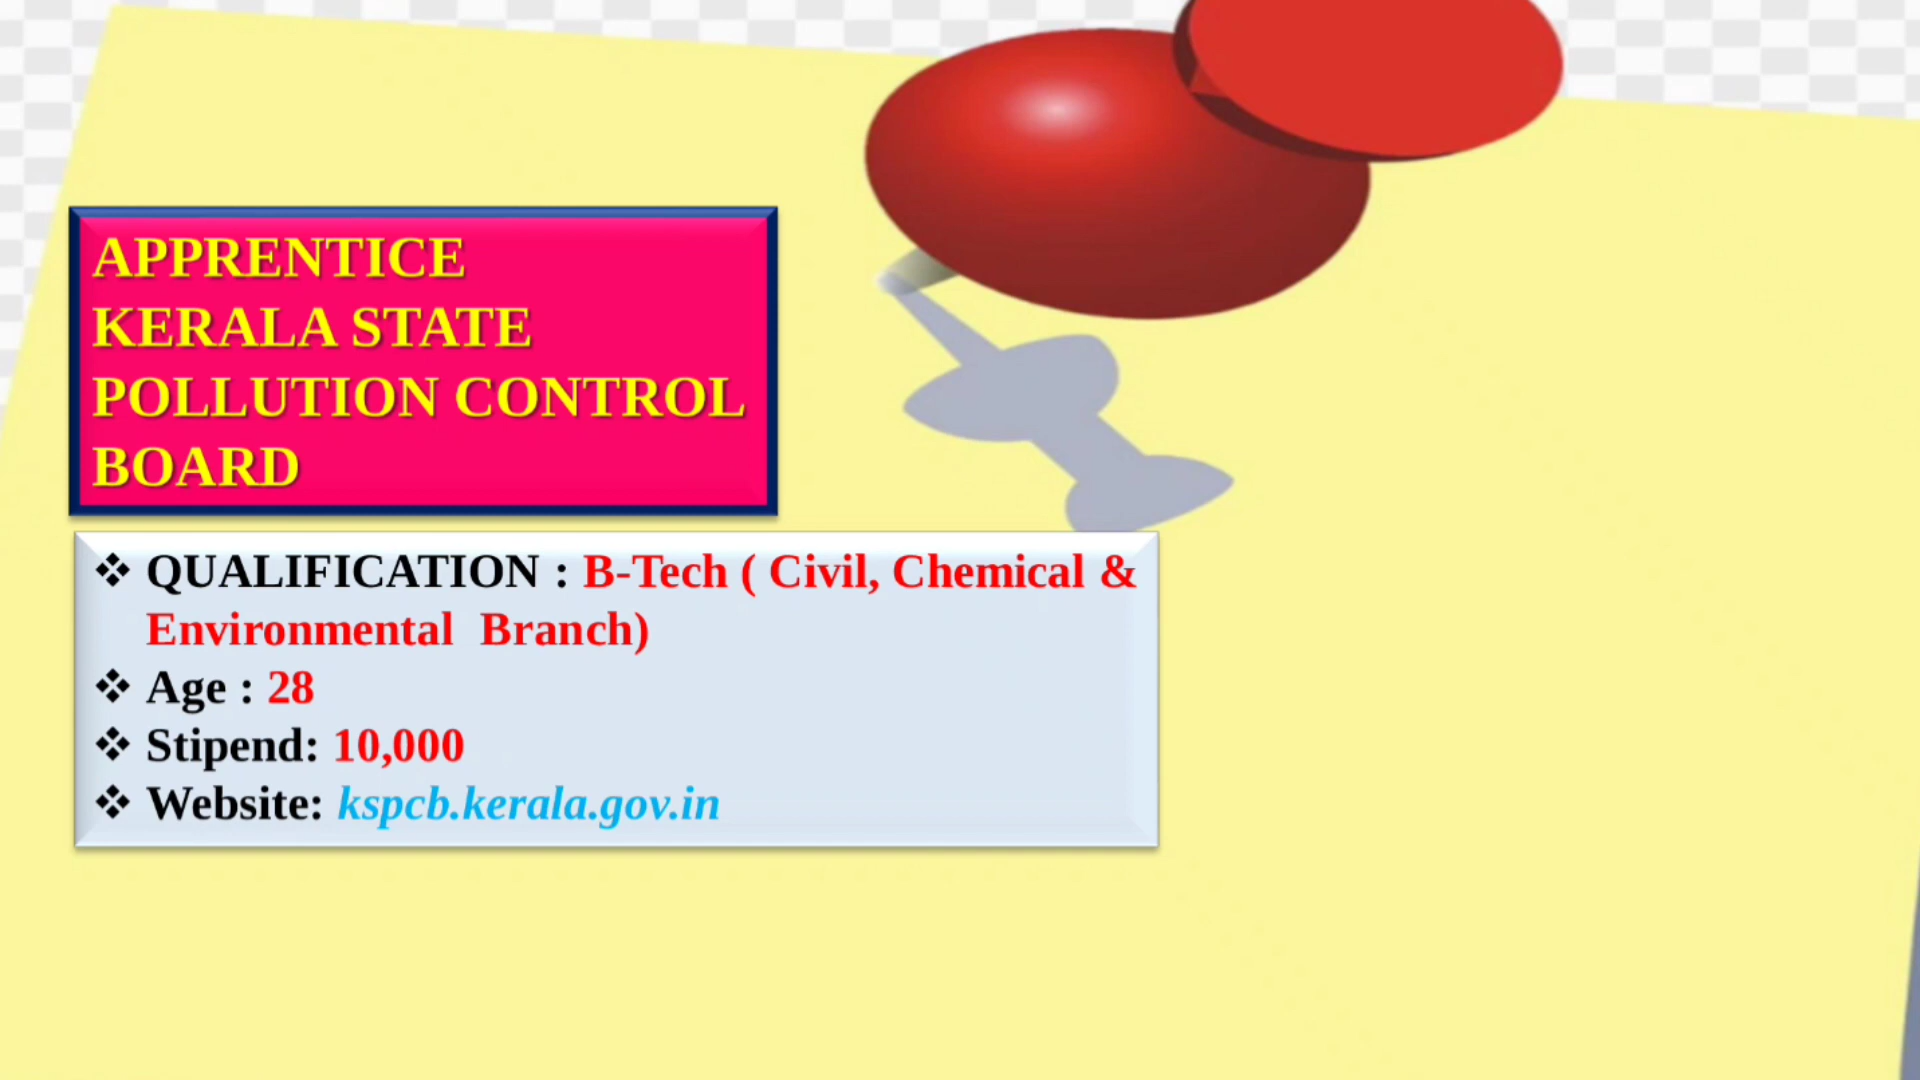 APPRENTICE
KERALA STATE
POLLUTION CONTROL
BOARD
❖ QUALIFICATION : B-Tech ( Civil, Chemical &
Environmental  Branch)
❖ Age : 28
❖ Stipend: 10,000
❖ Website: kspcb.kerala.gov.in